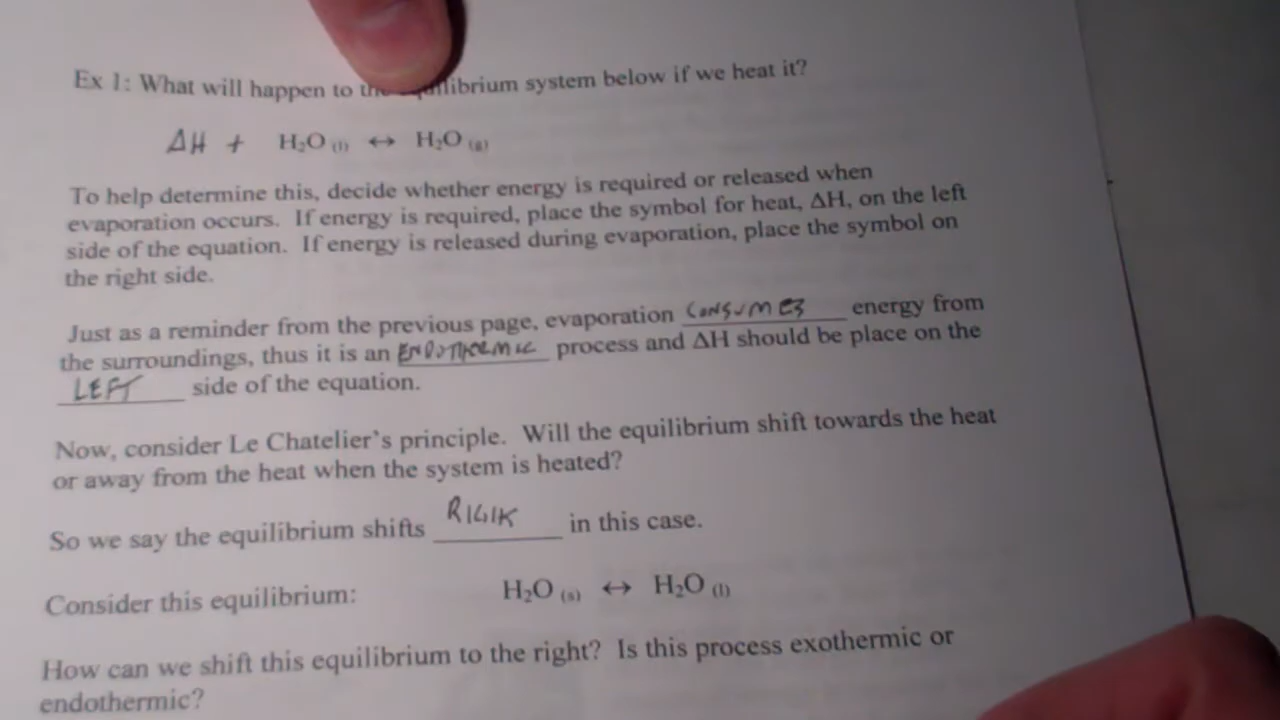 Ex 1: What will happen to the equilibrium system below if we heat it?
ΔH + H₂O (l) ↔ H₂O (g)
To help determine this, decide whether energy is required or released when
evaporation occurs. If energy is required, place the symbol for heat, ΔH, on the left
side of the equation. If energy is released during evaporation, place the symbol on
the right side.
Just as a reminder from the previous page, evaporation CONSUMES energy from
the surroundings, thus it is an ENDOTHERMIC process and ΔH should be place on the
LEFT side of the equation.
Now, consider Le Chatelier's principle. Will the equilibrium shift towards the heat
or away from the heat when the system is heated?
So we say the equilibrium shifts in this case.
Consider this equilibrium: H₂O (s) ↔ H₂O (l)
How can we shift this equilibrium to the right? Is this process exothermic or
endothermic?